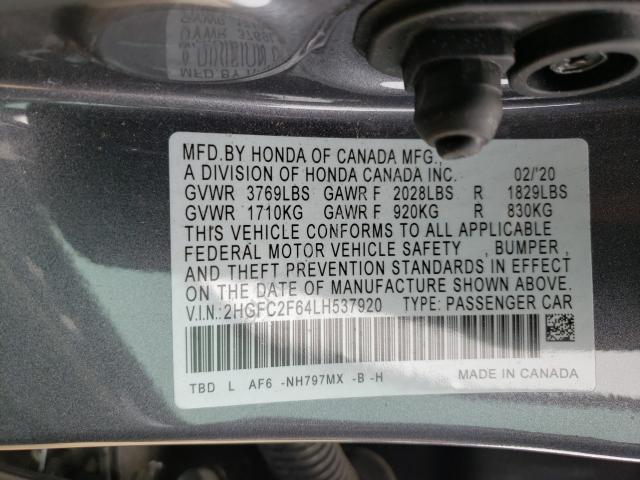 MFD.BY HONDA OF CANADA MFG.,
A DIVISION OF HONDA CANADA INC. 02/'20
GVWR 3769LBS GAWR F 2028LBS R 1829LBS
GVWR 1710KG GAWR F 920KG R 830KG
THIS VEHICLE CONFORMS TO ALL APPLICABLE
FEDERAL MOTOR VEHICLE SAFETY , BUMPER ,
AND THEFT PREVENTION STANDARDS IN EFFECT
ON THE DATE OF MANUFACTURE SHOWN ABOVE.
V.I.N.:2HGFC2F64LH537920 TYPE: PASSENGER CAR
TBD L AF6 -NH797MX -B -H MADE IN CANADA